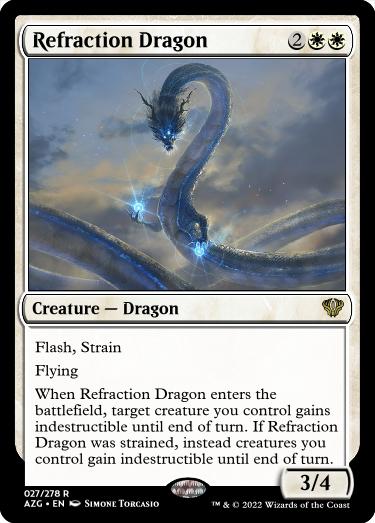 Refraction Dragon 2
Creature — Dragon
Flash, Strain
Flying
When Refraction Dragon enters the
battlefield, target creature you control gains
indestructible until end of turn. If Refraction
Dragon was strained, instead creatures you
control gain indestructible until end of turn.
3/4
027/278 R
AZG • EN SIMONE TORCASIO ™ & © 2022 Wizards of the Coast